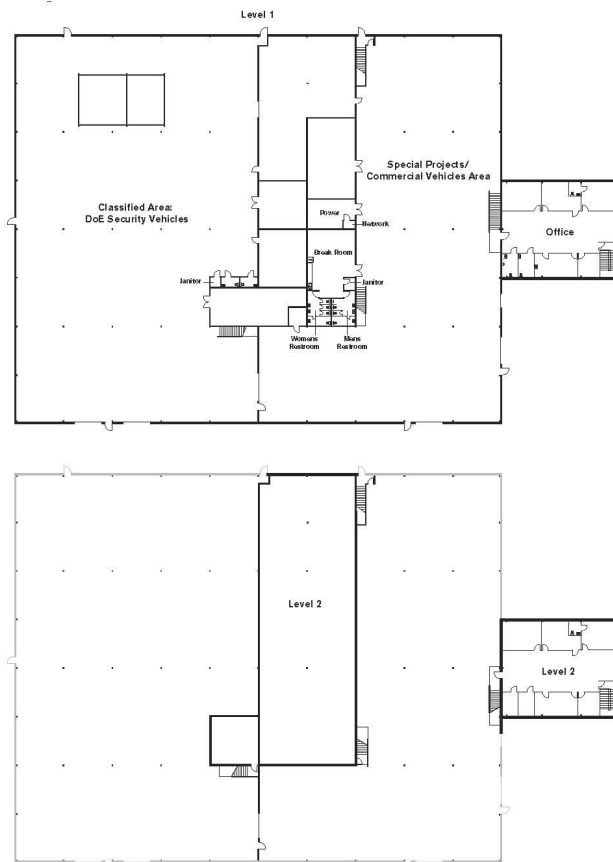 Level 1
Special Projects/
Commercial Vehicles Area
Classified Area:
DoE Security Vehicles
Power
Network
Office
Break Room
Janitor
Janitor
Womens
Restroom
Mens
Restroom
Level 2
Level 2